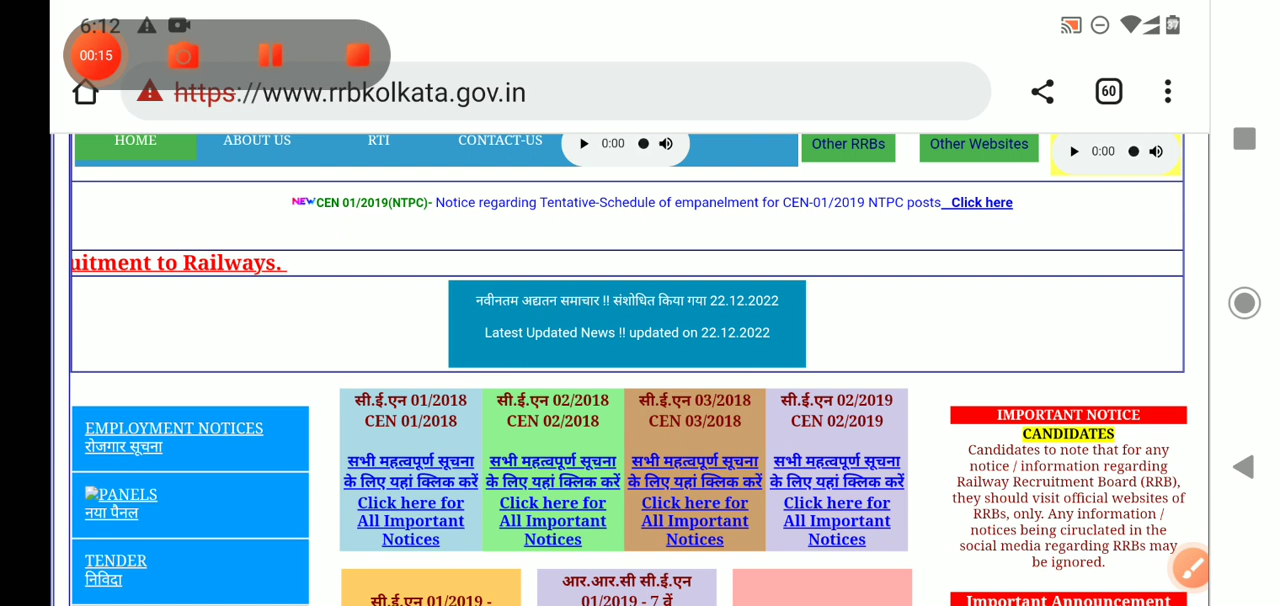 6:12
37
00:15
https://www.rrbkolkata.gov.in
60
HOME ABOUT US RTI CONTACT-US 0:00 Other RRBs Other Websites 0:00
NEW CEN 01/2019(NTPC)- Notice regarding Tentative-Schedule of empanelment for CEN-01/2019 NTPC posts Click here
uitment to Railways.
नवीनतम अद्यतन समाचार !! संशोधित किया गया 22.12.2022
Latest Updated News !! updated on 22.12.2022
EMPLOYMENT NOTICES
रोजगार सूचना
PANELS
नया पैनल
TENDER
निविदा
सी.ई.एन 01/2018
CEN 01/2018
सभी महत्वपूर्ण सूचना
के लिए यहां क्लिक करें
Click here for
All Important
Notices
सी.ई.एन 02/2018
CEN 02/2018
सभी महत्वपूर्ण सूचना
के लिए यहां क्लिक करें
Click here for
All Important
Notices
सी.ई.एन 03/2018
CEN 03/2018
सभी महत्वपूर्ण सूचना
के लिए यहां क्लिक करें
Click here for
All Important
Notices
सी.ई.एन 02/2019
CEN 02/2019
सभी महत्वपूर्ण सूचना
के लिए यहां क्लिक करें
Click here for
All Important
Notices
सी.ई.एन 01/2019 -
आर.आर.सी सी.ई.एन
01/2019 - 7 वें
IMPORTANT NOTICE
CANDIDATES
Candidates to note that for any
notice / information regarding
Railway Recruitment Board (RRB),
they should visit official websites of
RRBs, only. Any information /
notices being ciruclated in the
social media regarding RRBs may
be ignored.
Important Announcement